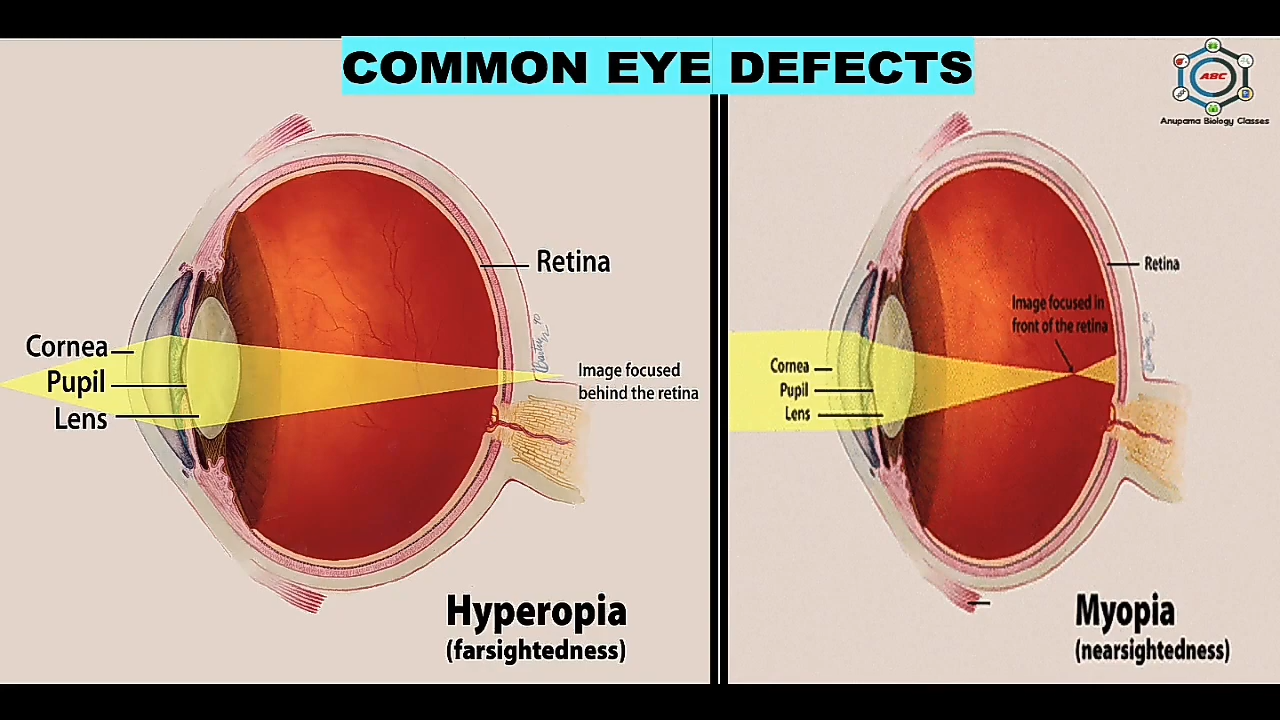 COMMON EYE DEFECTS
ABC
Anupama Biology Classes
Retina
Cornea
Pupil
Lens
Image focused
behind the retina
Hyperopia
(farsightedness)
Retina
Image focused in
front of the retina
Cornea
Pupil
Lens
Myopia
(nearsightedness)